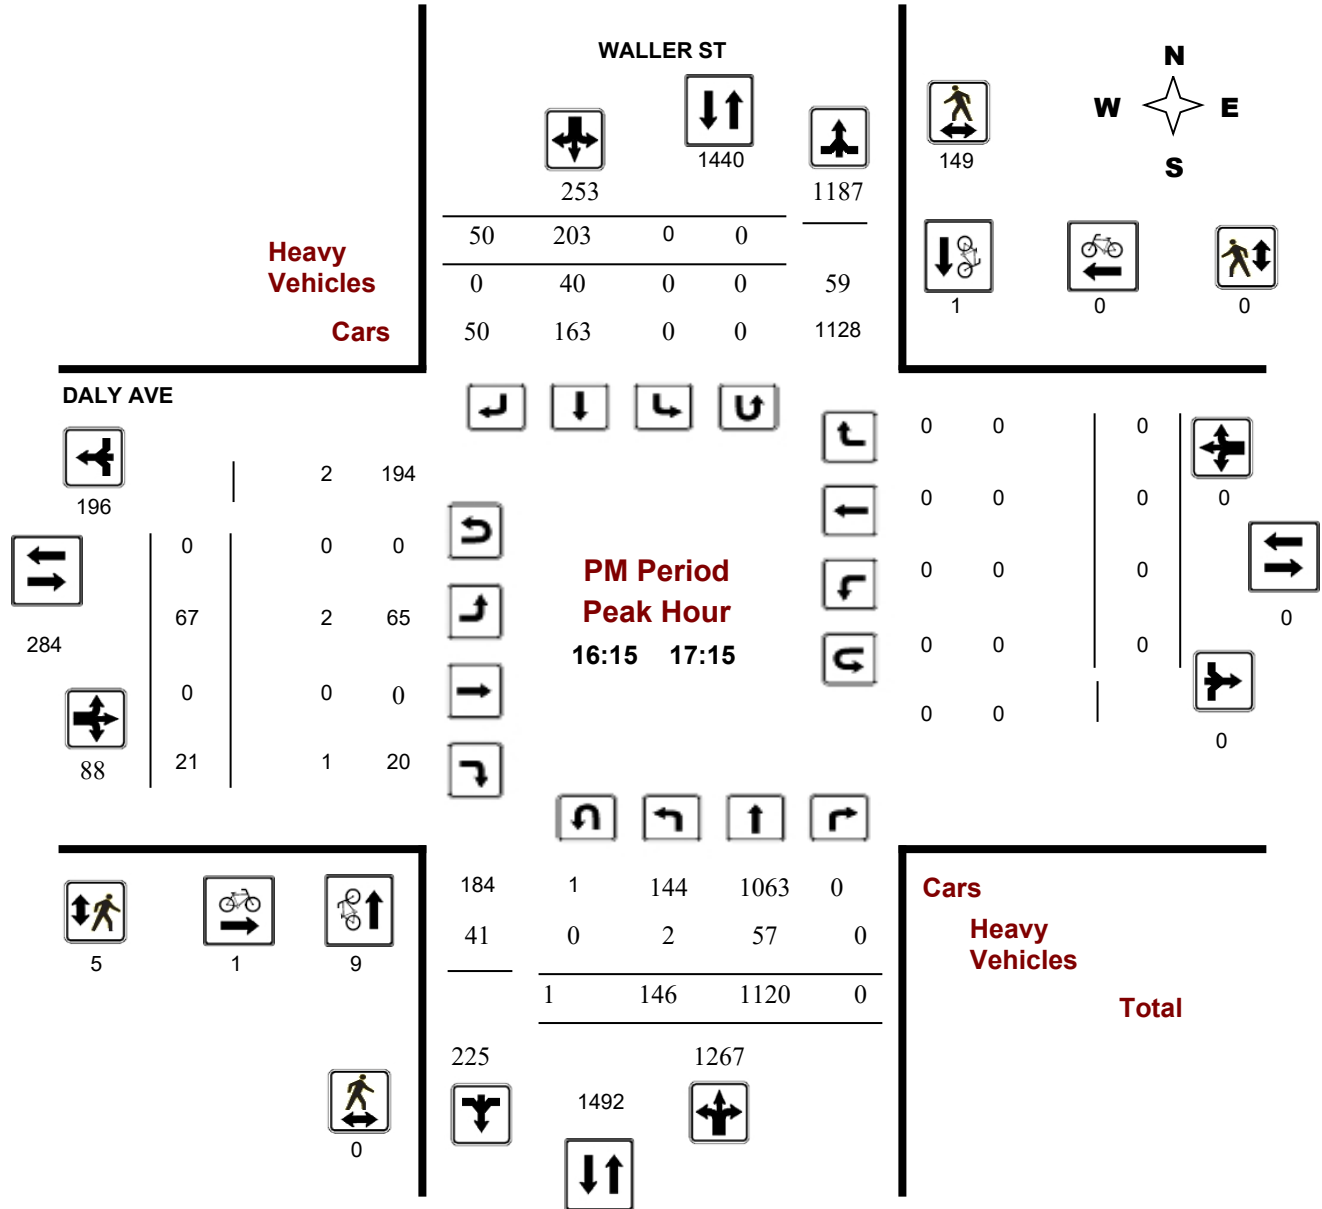 WALLER ST
N
W E
S
1440
149
253 1187
50 203 0 0
Heavy
Vehicles
0 40 0 0 59
1 0 0
Cars
50 163 0 0 1128
DALY AVE
0 0 0
2 194
196
0 0 0 0
0 0 0
PM Period
0 0 0
Peak Hour
67 2 65
0
284
16:15 17:15
0 0 0
0 0 0
0 0
0
88 21 1 20
184 1 144 1063 0
Cars
41 0 2 57 0
Heavy
Vehicles
5 1 9
1 146 1120 0
Total
225 1267
1492
0